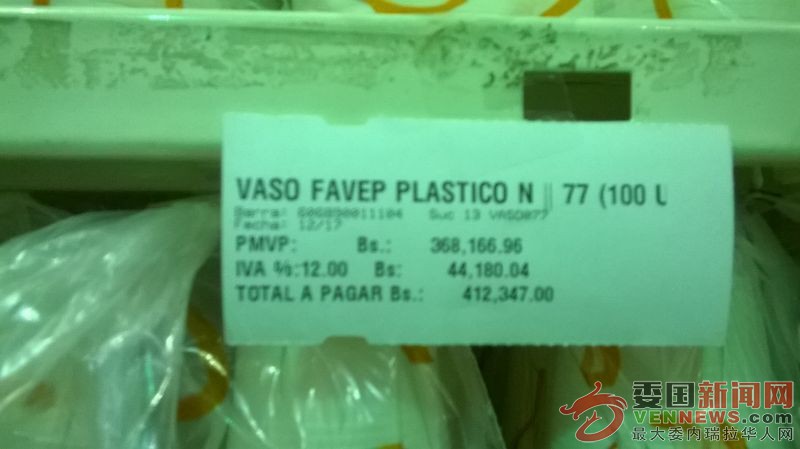 VASO FAVEP PLASTICO N || 77 (100 U
Barra: 606890011104 Suc 13 VASO077
Fecha: 12/17
PMVP: Bs.: 368,166.96
IVA %:12.00 Bs: 44,180.04
TOTAL A PAGAR Bs.: 412,347.00
委国新闻网
VENNEWS.COM
最大委内瑞拉华人网